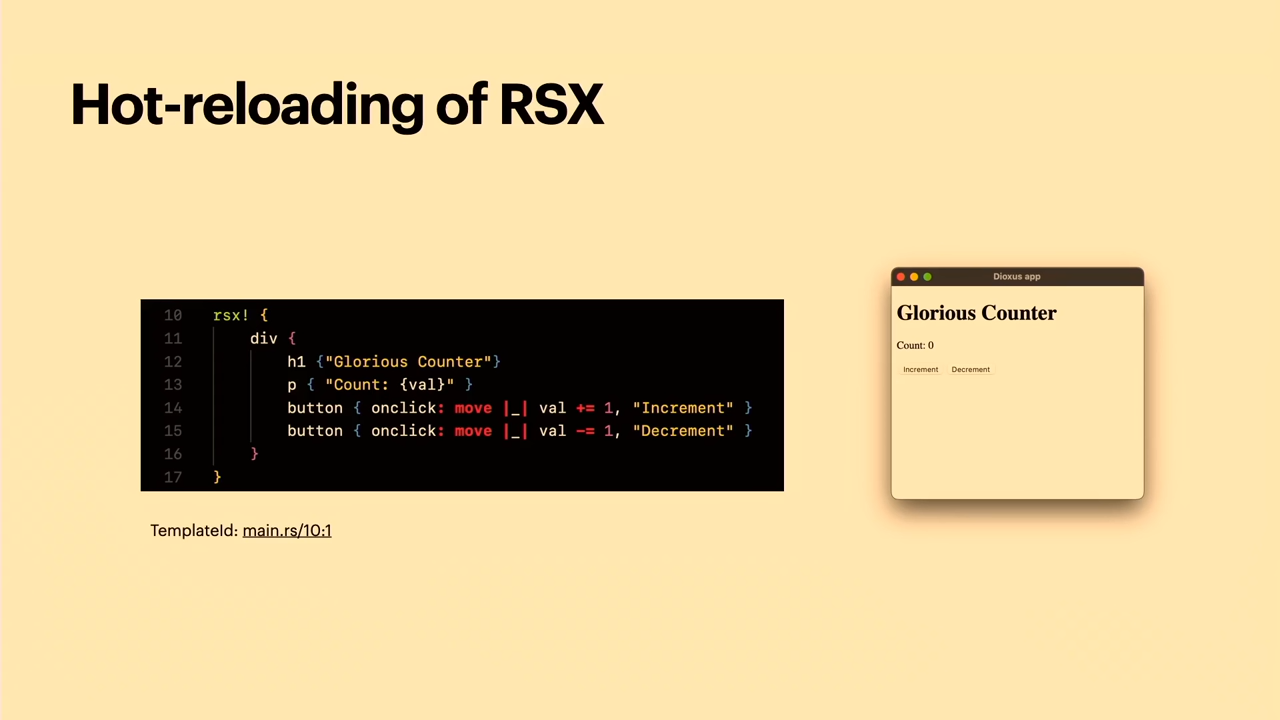 Hot-reloading of RSX
10 rsx! {
11 div {
12 h1 {"Glorious Counter"}
13 p { "Count: {val}" }
14 button { onclick: move |_| val += 1, "Increment" }
15 button { onclick: move |_| val -= 1, "Decrement" }
16 }
17 }
TemplateId: main.rs/10:1
Dioxus app
Glorious Counter
Count: 0
Increment Decrement